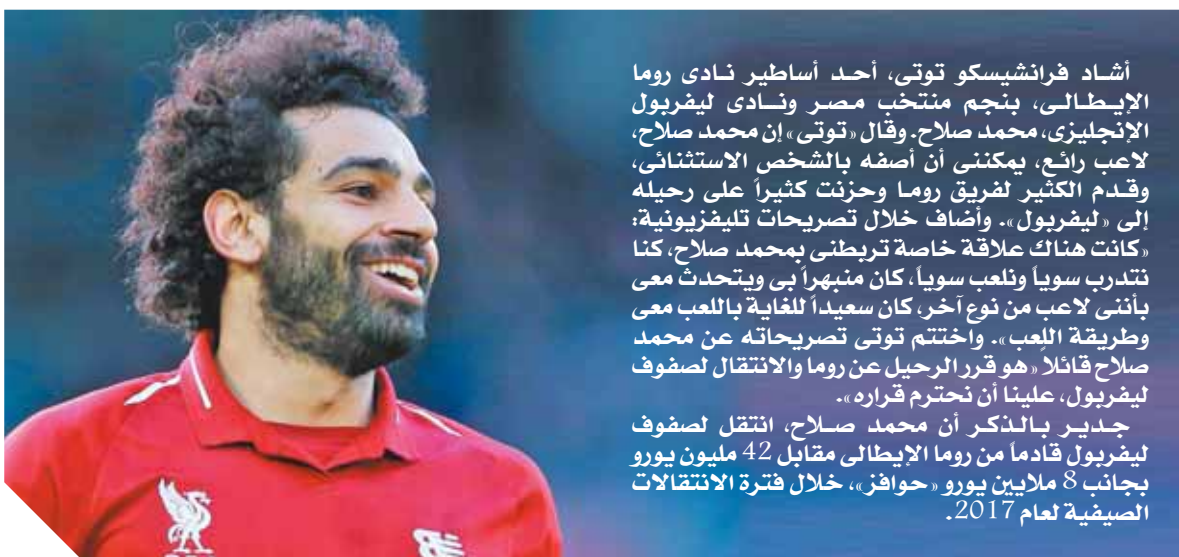 أشاد فرانشيسكو توتى، أحد أساطير نادى روما
الإيطالى، بنجم منتخب مصر ونادى ليفربول
الإنجليزى، محمد صلاح. وقال «توتى» إن محمد صلاح،
لاعب رائع، يمكننى أن أصفه بالشخص الاستثنائى،
وقدم الكثير لفريق روما وحزنت كثيراً على رحيله
إلى «ليفربول». وأضاف خلال تصريحات تليفزيونية:
«كانت هناك علاقة خاصة تربطنى بمحمد صلاح، كنا
نتدرب سوياً ونلعب سوياً، كان منبهراً بى ويتحدث معى
بأننى لاعب من نوع آخر، كان سعيداً للغاية باللعب معى
وطريقة اللعب». واختتم توتى تصريحاته عن محمد
صلاح قائلاً «هو قرر الرحيل عن روما والانتقال لصفوف
ليفربول، علينا أن نحترم قراره».
جدير بالذكر أن محمد صلاح، انتقل لصفوف
ليفربول قادماً من روما الإيطالى مقابل 42 مليون يورو
بجانب 8 ملايين يورو «حوافز»، خلال فترة الانتقالات
الصيفية لعام 2017.